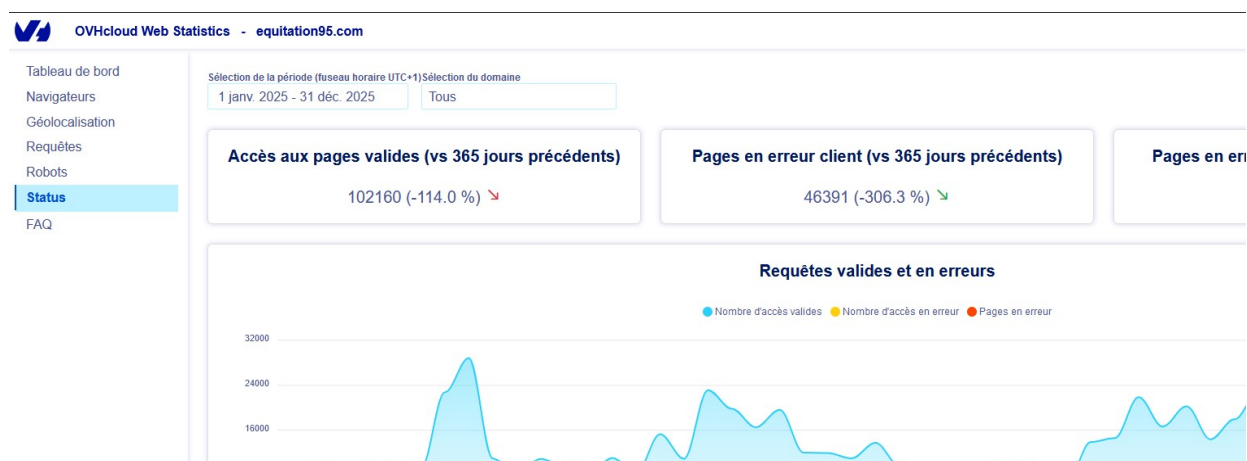 OVHcloud Web Statistics - equitation95.com
Tableau de bord
Navigateurs
Géolocalisation
Requêtes
Robots
Status
FAQ
Sélection de la période (fuseau horaire UTC+1) Sélection du domaine
1 janv. 2025 - 31 déc. 2025 Tous
Accès aux pages valides (vs 365 jours précédents)
102160 (-114.0 %)
Pages en erreur client (vs 365 jours précédents)
46391 (-306.3 %)
Pages en err
Requêtes valides et en erreurs
Nombre d'accès valides Nombre d'accès en erreur Pages en erreur
32000
24000
16000